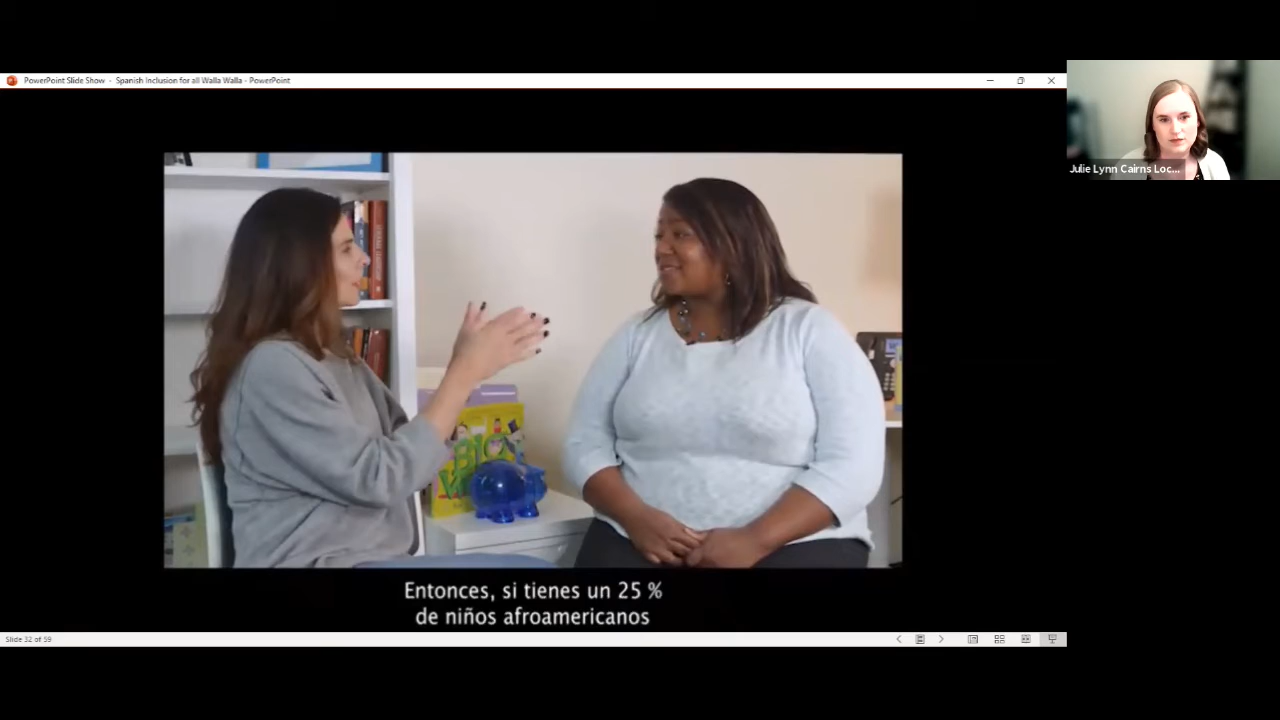 PowerPoint Slide Show - Spanish Inclusion for all Walla Walla - PowerPoint
Julie Lynn Cairns Loc...
BIG
Entonces, si tienes un 25 %
de niños afroamericanos
Slide 32 of 59